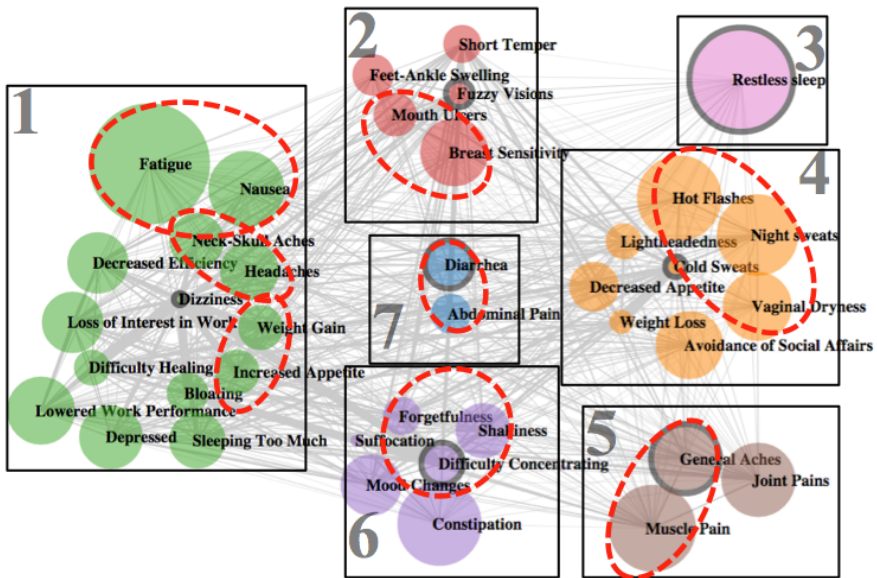 1
Fatigue
Nausea
Neck-Skull Aches
Decreased Efficiency
Headaches
Dizziness
Loss of Interest in Work
Weight Gain
Difficulty Healing
Increased Appetite
Bloating
Lowered Work Performance
Depressed
Sleeping Too Much
2
Short Temper
Feet-Ankle Swelling
Fuzzy Visions
Mouth Ulcers
Breast Sensitivity
3
Restless sleep
4
Hot Flashes
Night sweats
Lightheadedness
Cold Sweats
Decreased Appetite
Vaginal Dryness
Weight Loss
Avoidance of Social Affairs
7
Diarrhea
Abdominal Pain
6
Forgetfulness
Shakiness
Suffocation
Difficulty Concentrating
Mood Changes
Constipation
5
General Aches
Joint Pains
Muscle Pain